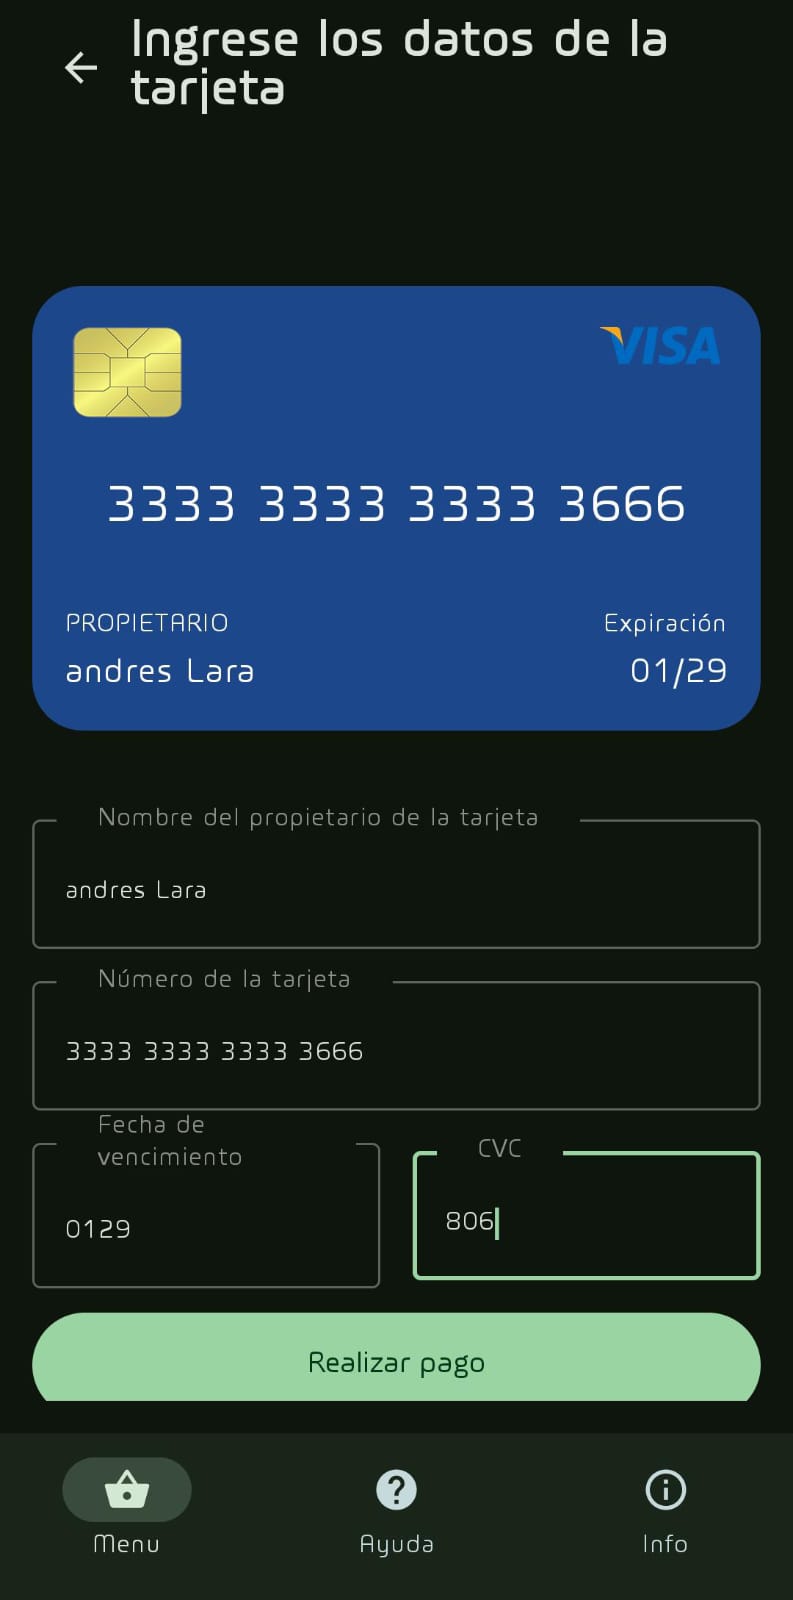 Ingrese los datos de la
tarjeta
VISA
3333 3333 3333 3666
PROPIETARIO
Expiración
andres Lara
01/29
Nombre del propietario de la tarjeta
andres Lara
Número de la tarjeta
3333 3333 3333 3666
Fecha de
vencimiento
0129
CVC
806
Realizar pago
Menu
Ayuda
Info